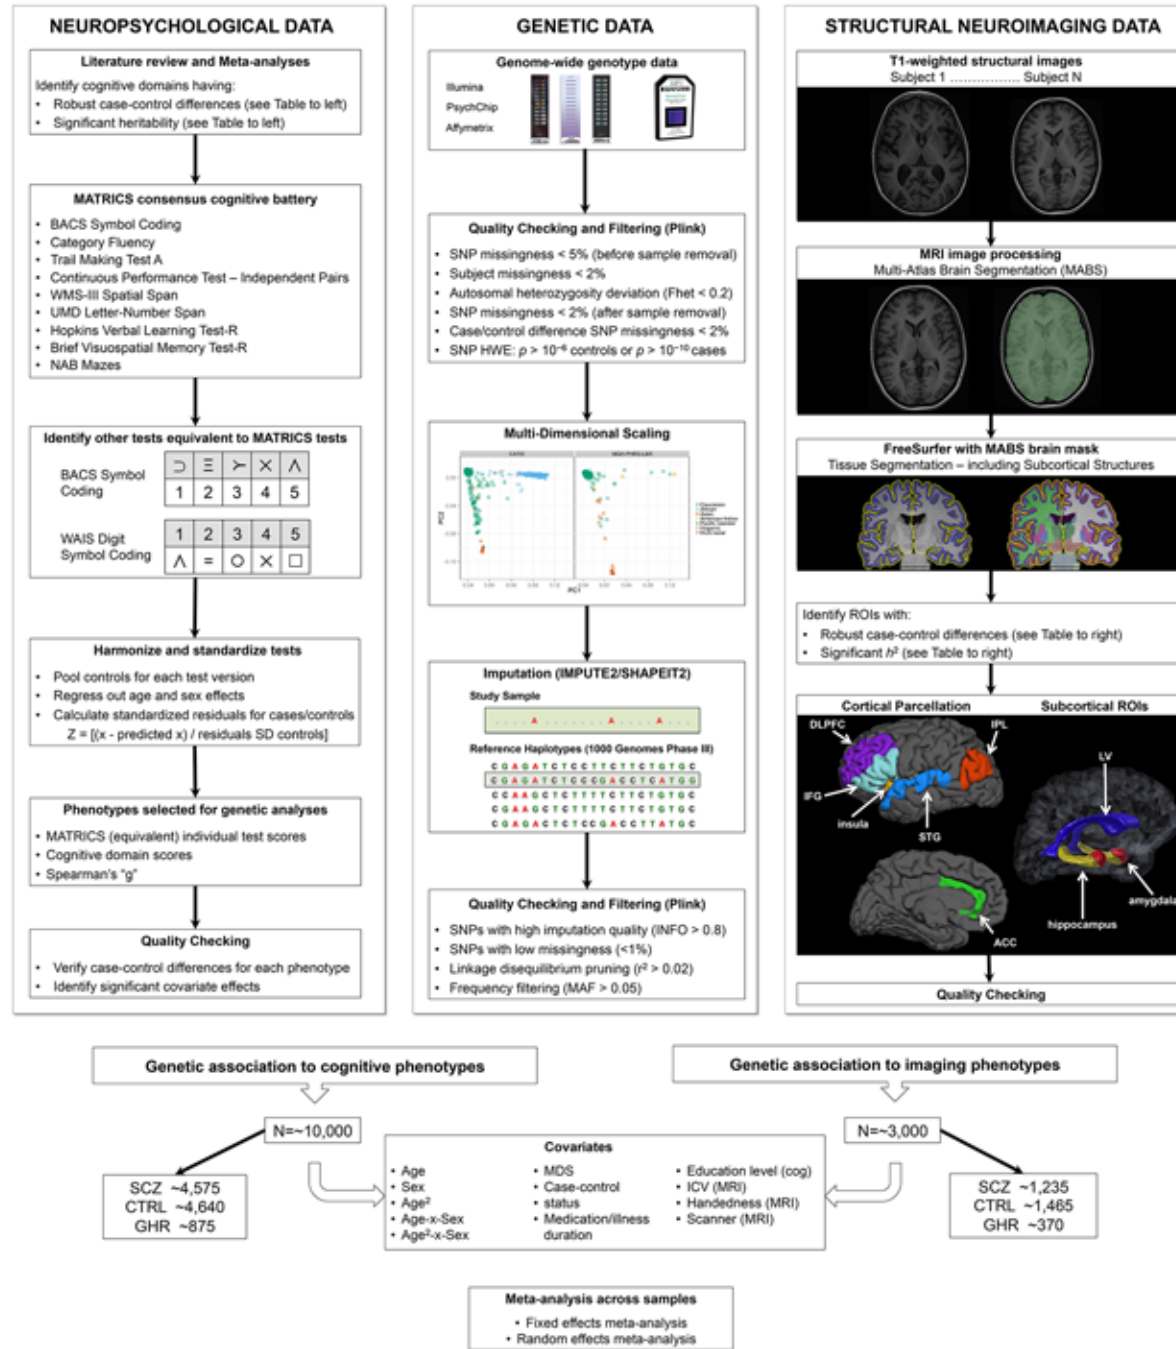 NEUROPSYCHOLOGICAL DATA
Literature review and Meta-analyses
Identify cognitive domains having:
• Robust case-control differences (see Table to left)
• Significant heritability (see Table to left)
MATRICS consensus cognitive battery
• BACS Symbol Coding
• Category Fluency
• Trail Making Test A
• Continuous Performance Test – Independent Pairs
• WMS-III Spatial Span
• UMD Letter-Number Span
• Hopkins Verbal Learning Test-R
• Brief Visuospatial Memory Test-R
• NAB Mazes
Identify other tests equivalent to MATRICS tests
BACS Symbol
Coding
1 2 3 4 5
WAIS Digit
Symbol Coding
1 2 3 4 5
Harmonize and standardize tests
• Pool controls for each test version
• Regress out age and sex effects
• Calculate standardized residuals for cases/controls
Z = [(x - predicted x) / residuals SD controls]
Phenotypes selected for genetic analyses
• MATRICS (equivalent) individual test scores
• Cognitive domain scores
• Spearman's "g"
Quality Checking
• Verify case-control differences for each phenotype
• Identify significant covariate effects
GENETIC DATA
Genome-wide genotype data
Illumina
PsychChip
Affymetrix
Quality Checking and Filtering (Plink)
• SNP missingness < 5% (before sample removal)
• Subject missingness < 2%
• Autosomal heterozygosity deviation (Fhet < 0.2)
• SNP missingness < 2% (after sample removal)
• Case/control difference SNP missingness < 2%
• SNP HWE: p > 10⁻⁶ controls or p > 10⁻¹⁰ cases
Multi-Dimensional Scaling
PC2
PC1
Imputation (IMPUTE2/SHAPEIT2)
Study Sample
. . . . . A . . . . . . . . . . A . . . . . A . . . .
Reference Haplotypes (1000 Genomes Phase III)
C G A G A T C T C C T T C T T C T G T G C
C G A G A T C T C C C G A C C T C A T G G
C C A A G C T C T T T T C T T C T G T G C
C G A A G C T C T T T T C T T C T G T G C
C G A G A C T C T C C G A C C T T A T G C
Quality Checking and Filtering (Plink)
• SNPs with high imputation quality (INFO > 0.8)
• SNPs with low missingness (<1%)
• Linkage disequilibrium pruning (r² > 0.02)
• Frequency filtering (MAF > 0.05)
STRUCTURAL NEUROIMAGING DATA
T1-weighted structural images
Subject 1 ................ Subject N
MRI image processing
Multi-Atlas Brain Segmentation (MABS)
FreeSurfer with MABS brain mask
Tissue Segmentation – including Subcortical Structures
Identify ROIs with:
• Robust case-control differences (see Table to right)
• Significant h² (see Table to right)
Cortical Parcellation
Subcortical ROIs
DLPFC
IPL
LV
IFG
insula
STG
amygdala
hippocampus
ACC
Quality Checking
Genetic association to cognitive phenotypes
Genetic association to imaging phenotypes
N=~10,000
N=~3,000
SCZ ~4,575
CTRL ~4,640
GHR ~875
Covariates
• Age
• Sex
• Age²
• Age-x-Sex
• Age²-x-Sex
• MDS
• Case-control
status
• Medication/illness
duration
• Education level (cog)
• ICV (MRI)
• Handedness (MRI)
• Scanner (MRI)
SCZ ~1,235
CTRL ~1,465
GHR ~370
Meta-analysis across samples
• Fixed effects meta-analysis
• Random effects meta-analysis